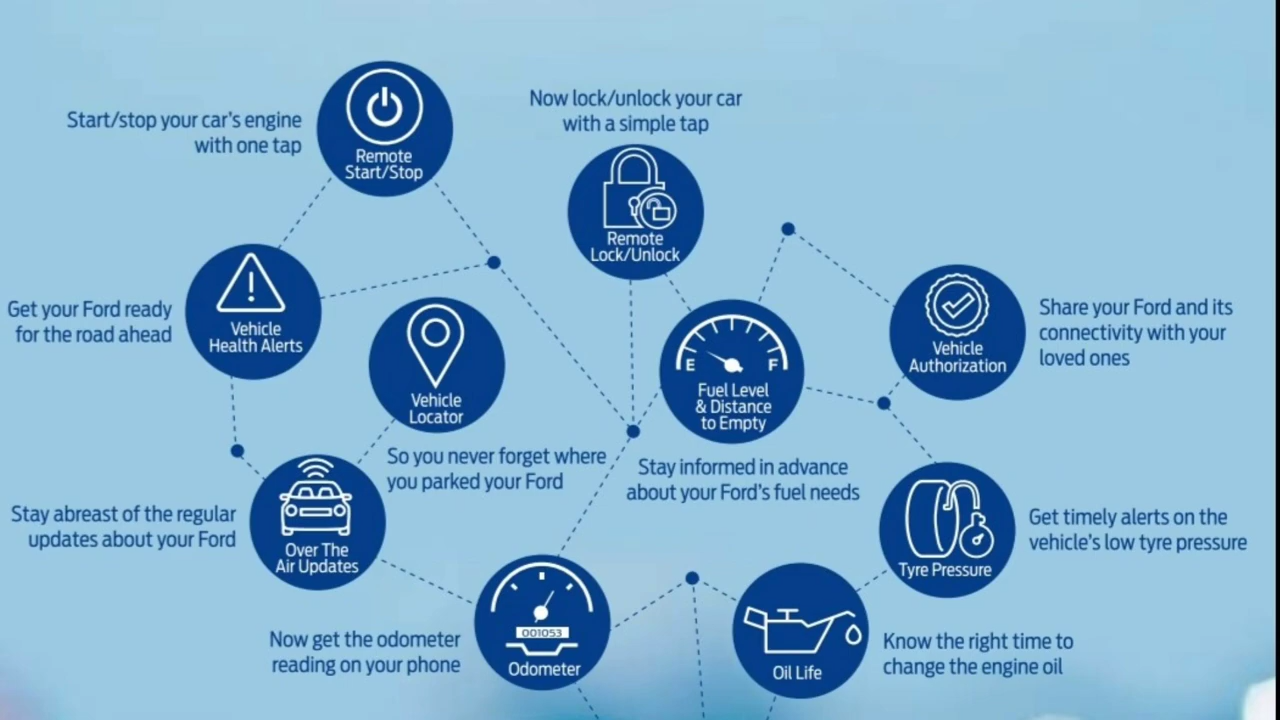 Start/stop your car's engine
with one tap
Remote
Start/Stop
Now lock/unlock your car
with a simple tap
Remote
Lock/Unlock
Get your Ford ready
for the road ahead
Vehicle
Health Alerts
Vehicle
Locator
So you never forget where
you parked your Ford
E F
Fuel Level
& Distance
to Empty
Stay informed in advance
about your Ford's fuel needs
Vehicle
Authorization
Share your Ford and its
connectivity with your
loved ones
Stay abreast of the regular
updates about your Ford
Over The
Air Updates
Tyre Pressure
Get timely alerts on the
vehicle's low tyre pressure
Now get the odometer
reading on your phone
001053
Odometer
Oil Life
Know the right time to
change the engine oil